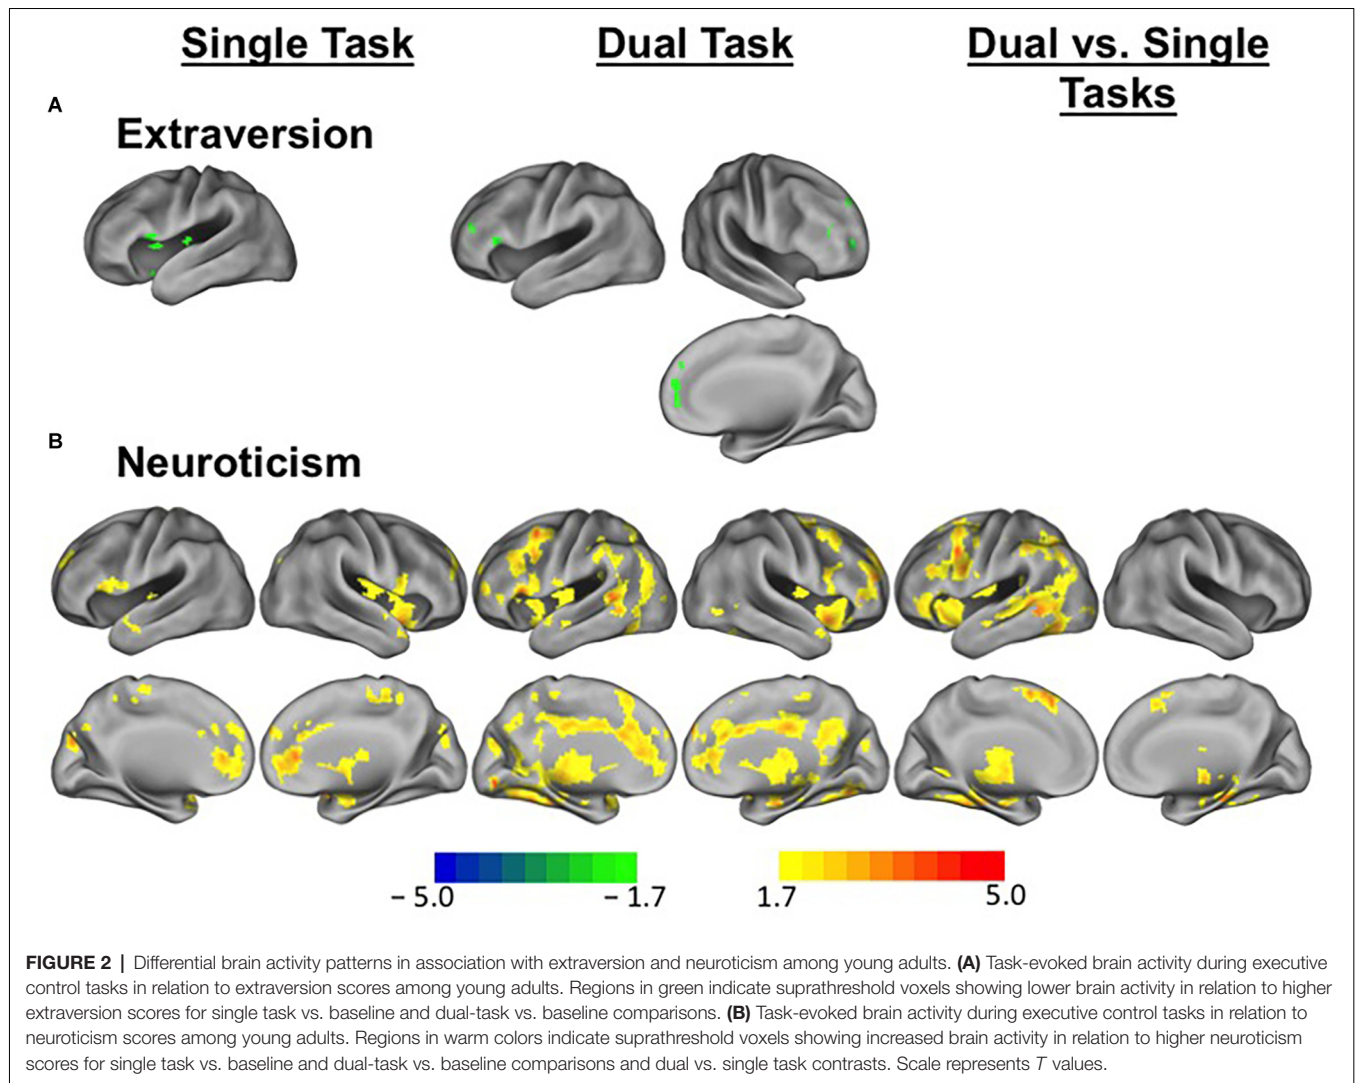 Single Task
Dual Task
Dual vs. Single
Tasks
A
Extraversion
B
Neuroticism
– 5.0
– 1.7
1.7
5.0
FIGURE 2 | Differential brain activity patterns in association with extraversion and neuroticism among young adults. (A) Task-evoked brain activity during executive
control tasks in relation to extraversion scores among young adults. Regions in green indicate suprathreshold voxels showing lower brain activity in relation to higher
extraversion scores for single task vs. baseline and dual-task vs. baseline comparisons. (B) Task-evoked brain activity during executive control tasks in relation to
neuroticism scores among young adults. Regions in warm colors indicate suprathreshold voxels showing increased brain activity in relation to higher neuroticism
scores for single task vs. baseline and dual-task vs. baseline comparisons and dual vs. single task contrasts. Scale represents T values.